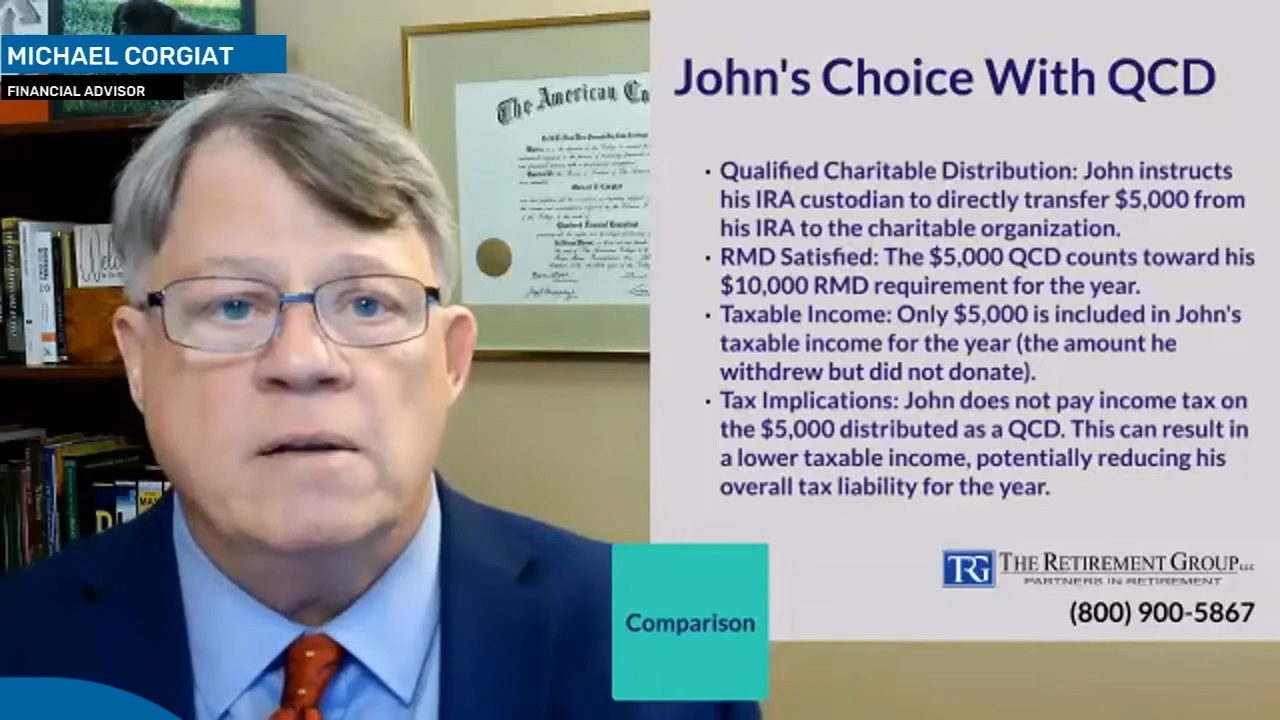 MICHAEL CORGIAT
FINANCIAL ADVISOR
The American Co
John's Choice With QCD
· Qualified Charitable Distribution: John instructs
his IRA custodian to directly transfer $5,000 from
his IRA to the charitable organization.
· RMD Satisfied: The $5,000 QCD counts toward his
$10,000 RMD requirement for the year.
· Taxable Income: Only $5,000 is included in John's
taxable income for the year (the amount he
withdrew but did not donate).
· Tax Implications: John does not pay income tax on
the $5,000 distributed as a QCD. This can result in
a lower taxable income, potentially reducing his
overall tax liability for the year.
TRG THE RETIREMENT GROUP LLC
PARTNERS IN RETIREMENT
(800) 900-5867
Comparison